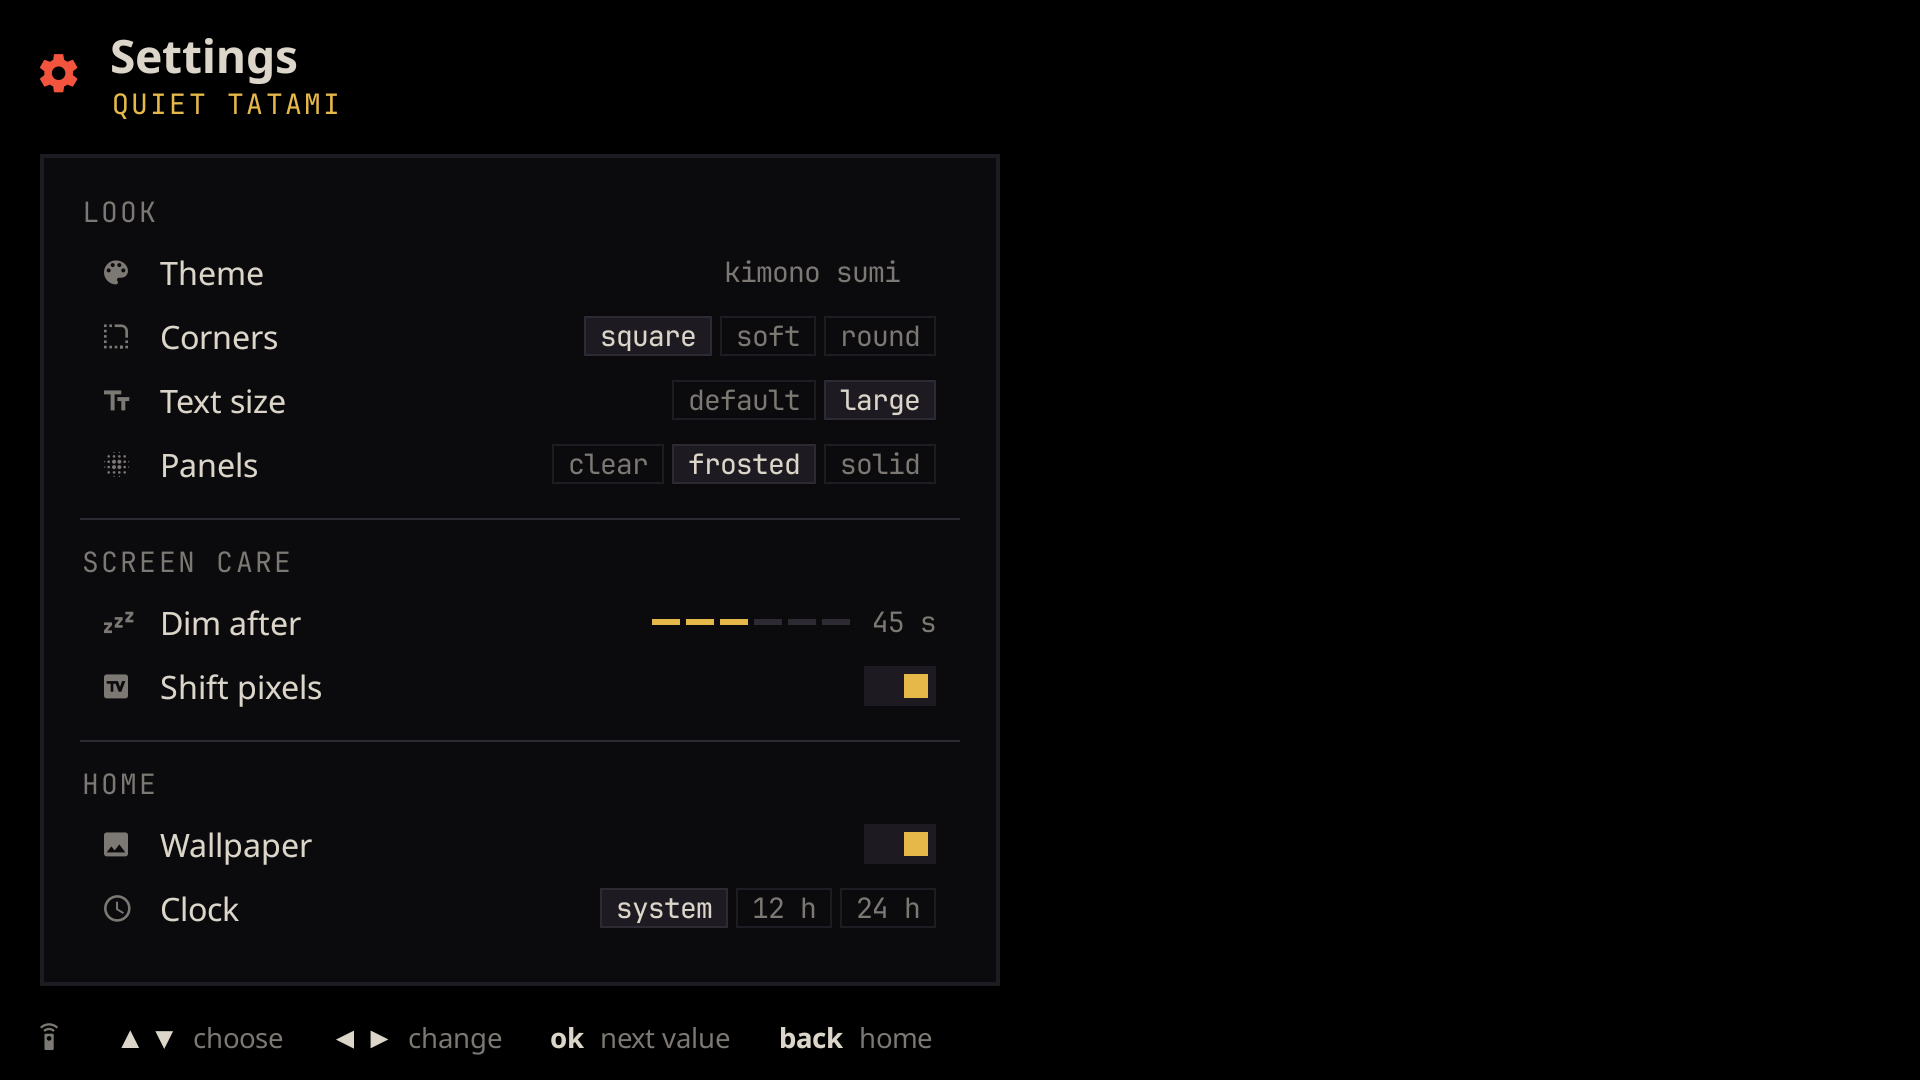 Settings
QUIET TATAMI
LOOK
Theme kimono sumi
Corners square soft round
Text size default large
Panels clear frosted solid
SCREEN CARE
Dim after 45 s
Shift pixels
HOME
Wallpaper
Clock system 12 h 24 h
▲ ▼ choose ◀ ▶ change ok next value back home